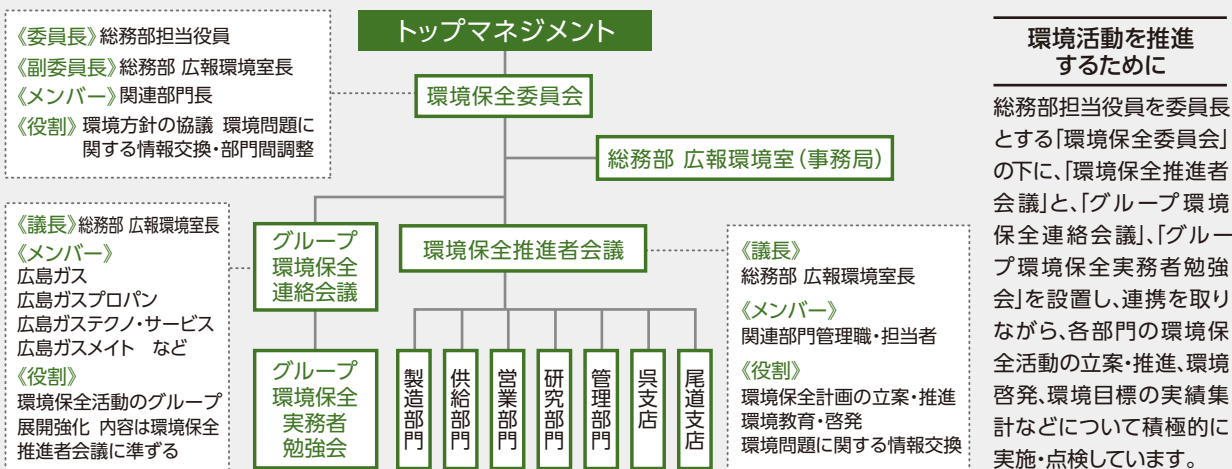 トップマネジメント
《委員長》総務部担当役員
《副委員長》総務部 広報環境室長
《メンバー》関連部門長
《役割》環境方針の協議 環境問題に
関する情報交換・部門間調整
環境保全委員会
総務部 広報環境室(事務局)
《議長》総務部 広報環境室長
《メンバー》
広島ガス
広島ガスプロパン
広島ガステクノ・サービス
広島ガスメイト など
《役割》
環境保全活動のグループ
展開強化 内容は環境保全
推進者会議に準ずる
グループ
環境保全
連絡会議
グループ
環境保全
実務者
勉強会
環境保全推進者会議
製造部門
供給部門
営業部門
研究部門
管理部門
呉支店
尾道支店
《議長》
総務部 広報環境室長
《メンバー》
関連部門管理職・担当者
《役割》
環境保全計画の立案・推進
環境教育・啓発
環境問題に関する情報交換
環境活動を推進
するために
総務部担当役員を委員長
とする「環境保全委員会」
の下に、「環境保全推進者
会議」と、「グループ環境
保全連絡会議」、「グルー
プ環境保全実務者勉強
会」を設置し、連携を取り
ながら、各部門の環境保
全活動の立案・推進、環境
啓発、環境目標の実績集
計などについて積極的に
実施・点検しています。